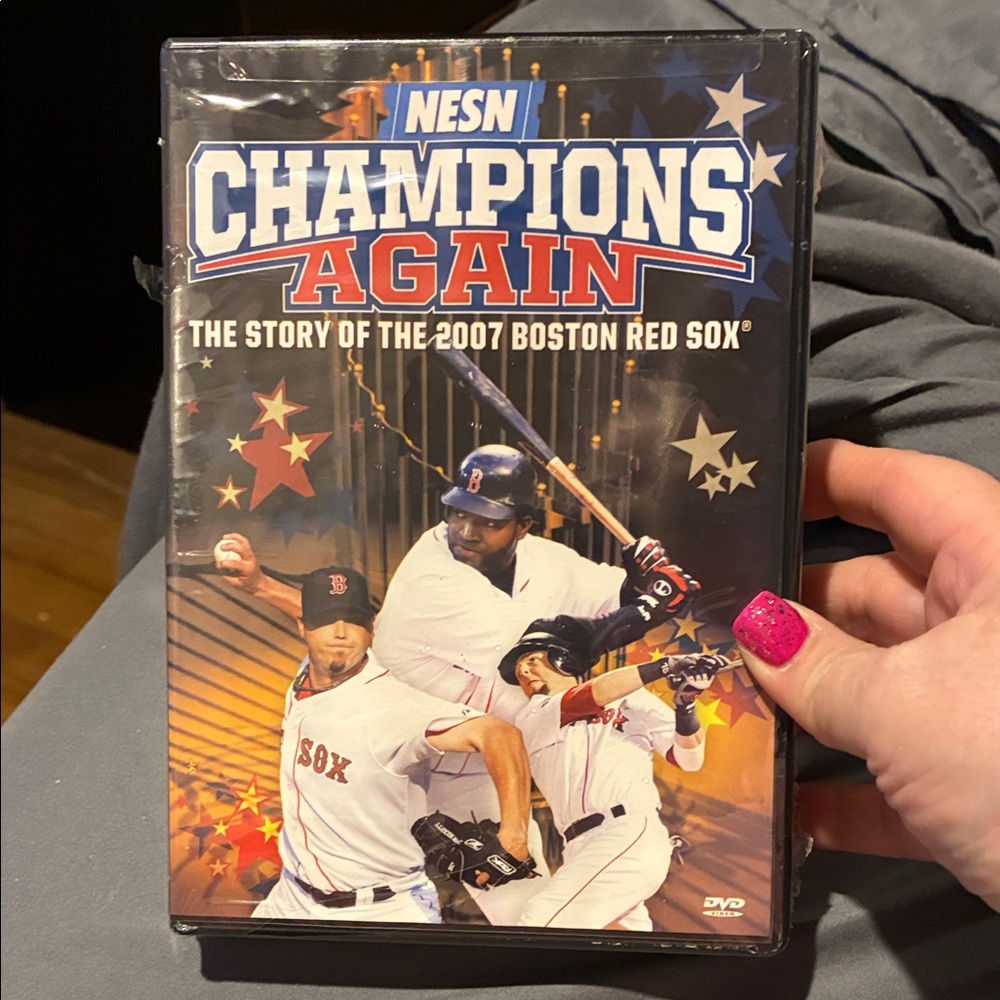 NESN
CHAMPIONS
AGAIN
THE STORY OF THE 2007 BOSTON RED SOX®
B
B
SOX
SOX
DVD
VIDEO